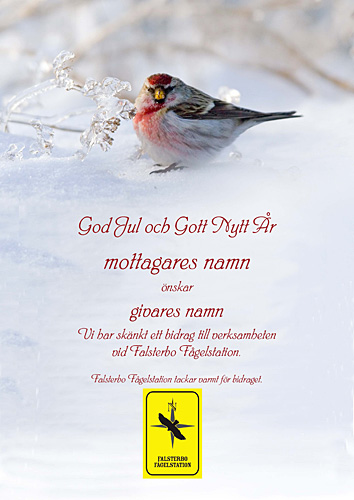 God Jul och Gott Nytt År
mottagares namn
önskar
givares namn
Vi har skänkt ett bidrag till verksamheten
vid Falsterbo Fågelstation.
Falsterbo Fågelstation tackar varmt för bidraget.
N
FALSTERBO
FÅGELSTATION